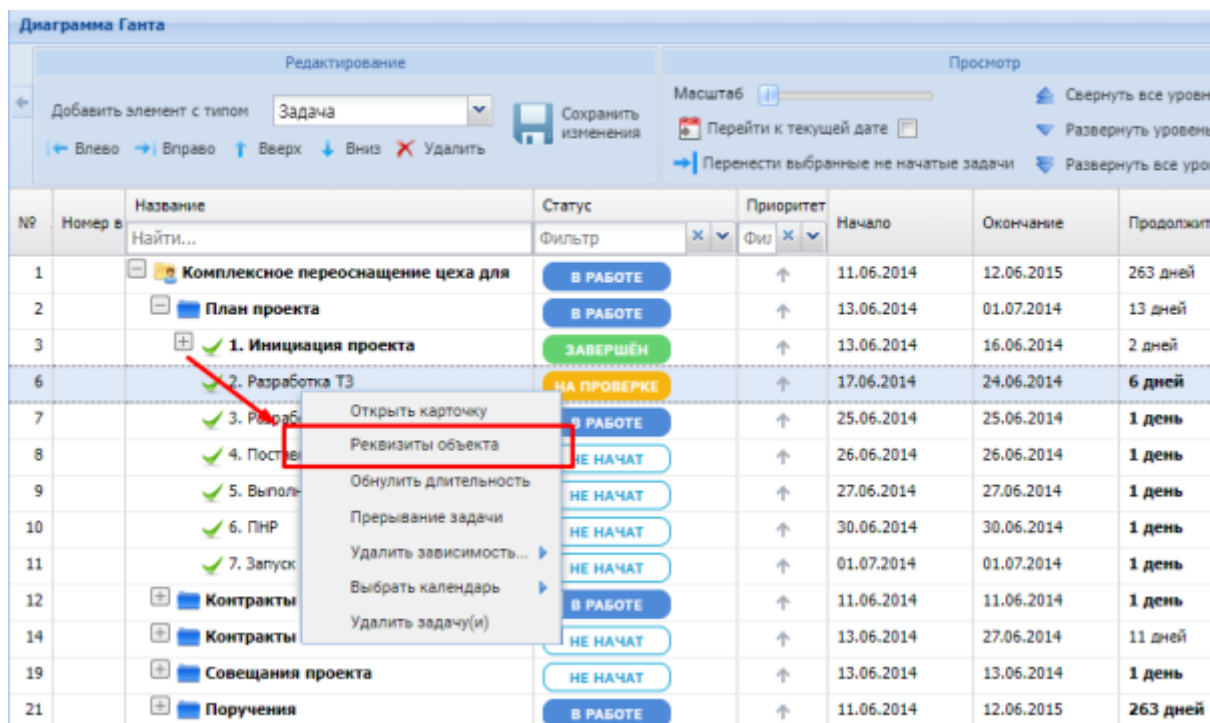 Диаграмма Ганта
Редактирование
Просмотр
Добавить элемент с типом Задача
Сохранить изменения
Влево Вправо Вверх Вниз Удалить
Масштаб
Перейти к текущей дате
Перенести выбранные не начатые задачи
Свернуть все уровн
Развернуть уровень
Развернуть все уро
№ Номер в Название Статус Приоритет Начало Окончание Продолжит
Найти... Фильтр Фил
1 Комплексное переоснащение цеха для В РАБОТЕ 11.06.2014 12.06.2015 263 дней
2 План проекта В РАБОТЕ 13.06.2014 01.07.2014 13 дней
3 1. Инициация проекта ЗАВЕРШЁН 13.06.2014 16.06.2014 2 дней
6 2. Разработка ТЗ НА ПРОВЕРКЕ 17.06.2014 24.06.2014 6 дней
7 3. Разраб В РАБОТЕ 25.06.2014 25.06.2014 1 день
8 4. Постав НЕ НАЧАТ 26.06.2014 26.06.2014 1 день
9 5. Выполн НЕ НАЧАТ 27.06.2014 27.06.2014 1 день
10 6. ПНР НЕ НАЧАТ 30.06.2014 30.06.2014 1 день
11 7. Запуск НЕ НАЧАТ 01.07.2014 01.07.2014 1 день
12 Контракты В РАБОТЕ 11.06.2014 11.06.2014 1 день
14 Контракты НЕ НАЧАТ 13.06.2014 27.06.2014 11 дней
19 Совещания проекта НЕ НАЧАТ 13.06.2014 13.06.2014 1 день
21 Поручения В РАБОТЕ 11.06.2014 12.06.2015 263 дней
Открыть карточку
Реквизиты объекта
Обнулить длительность
Прерывание задачи
Удалить зависимость...
Выбрать календарь
Удалить задачу(и)